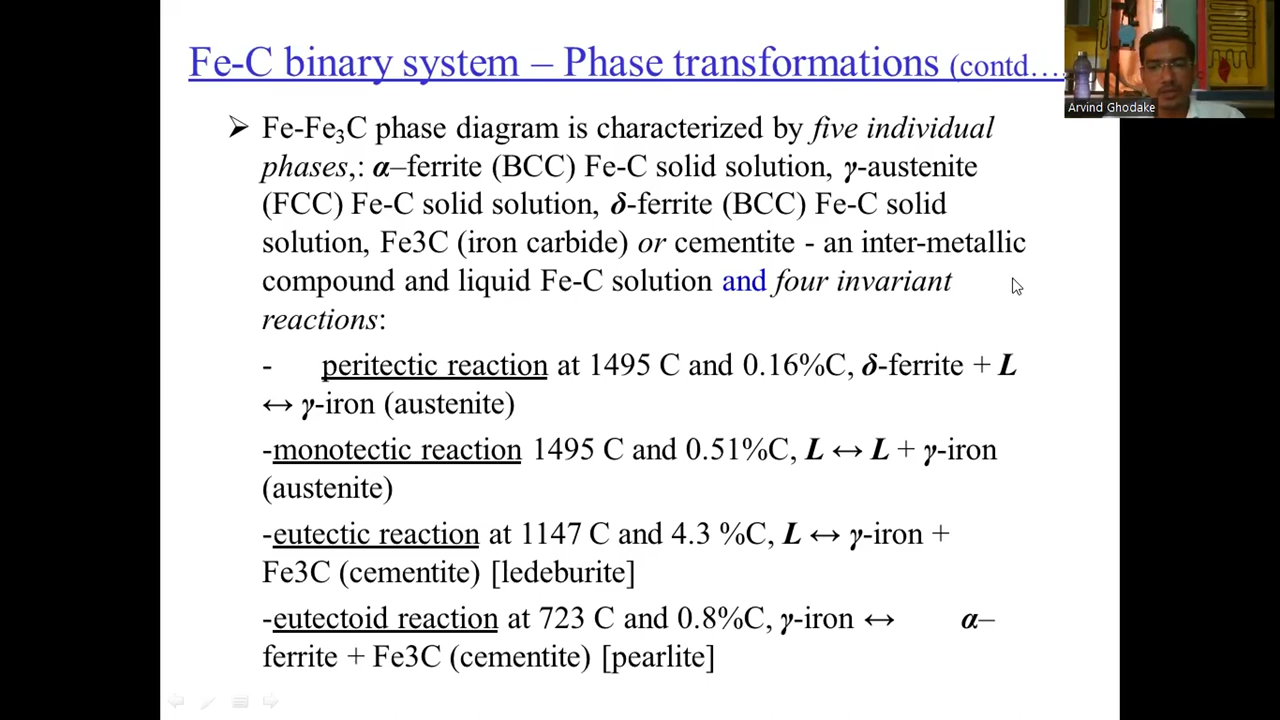 Fe-C binary system – Phase transformations (contd….
Arvind Ghodake
➢ Fe-Fe₃C phase diagram is characterized by five individual
phases,: α–ferrite (BCC) Fe-C solid solution, γ-austenite
(FCC) Fe-C solid solution, δ-ferrite (BCC) Fe-C solid
solution, Fe3C (iron carbide) or cementite - an inter-metallic
compound and liquid Fe-C solution and four invariant
reactions:
- peritectic reaction at 1495 C and 0.16%C, δ-ferrite + L
↔ γ-iron (austenite)
-monotectic reaction 1495 C and 0.51%C, L ↔ L + γ-iron
(austenite)
-eutectic reaction at 1147 C and 4.3 %C, L ↔ γ-iron +
Fe3C (cementite) [ledeburite]
-eutectoid reaction at 723 C and 0.8%C, γ-iron ↔ α–
ferrite + Fe3C (cementite) [pearlite]